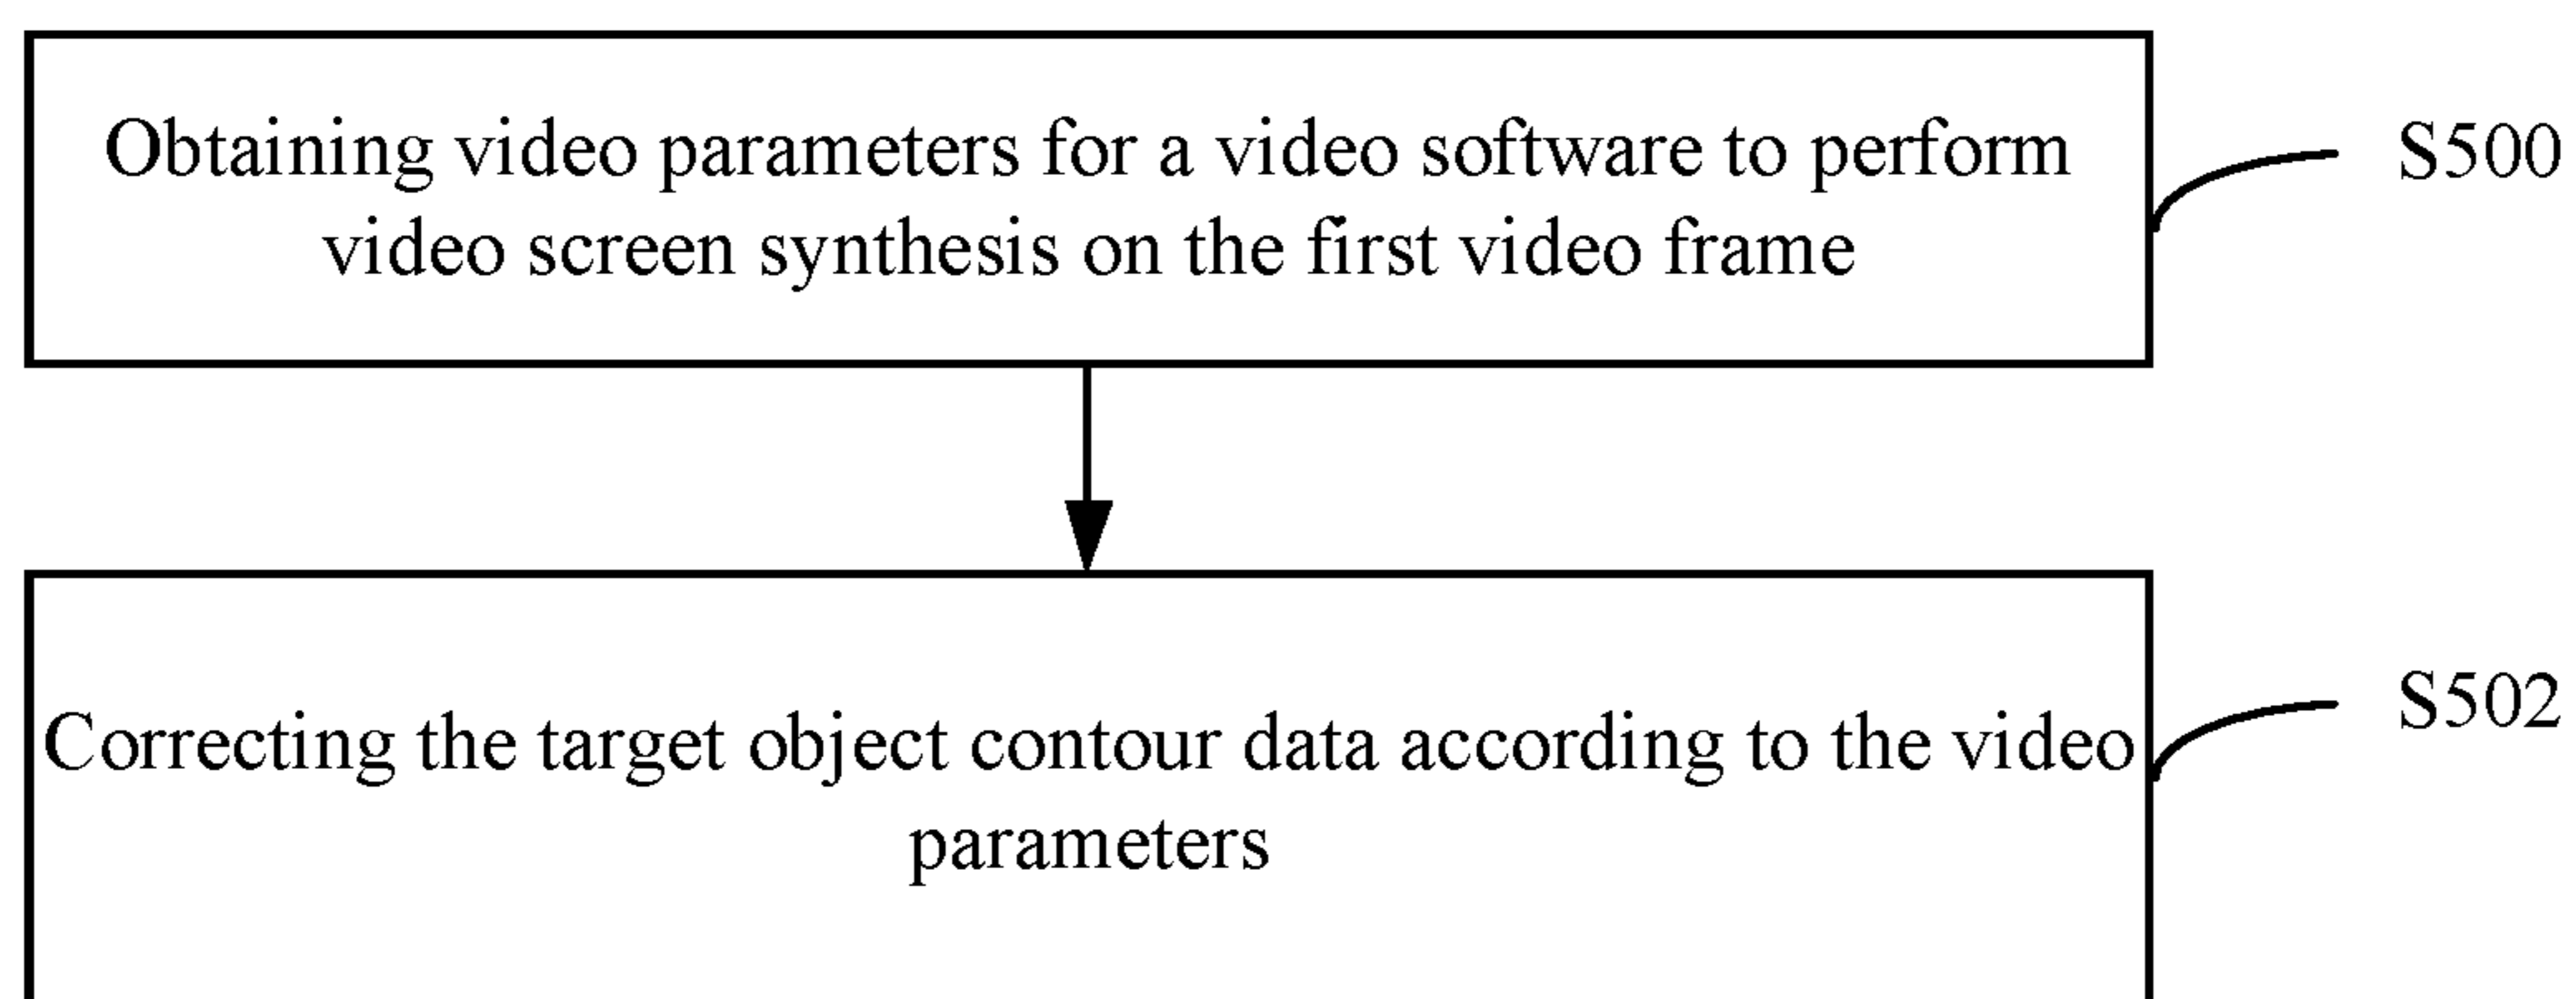 Obtaining video parameters for a video software to perform
video screen synthesis on the first video frame
S500
Correcting the target object contour data according to the video
parameters
S502